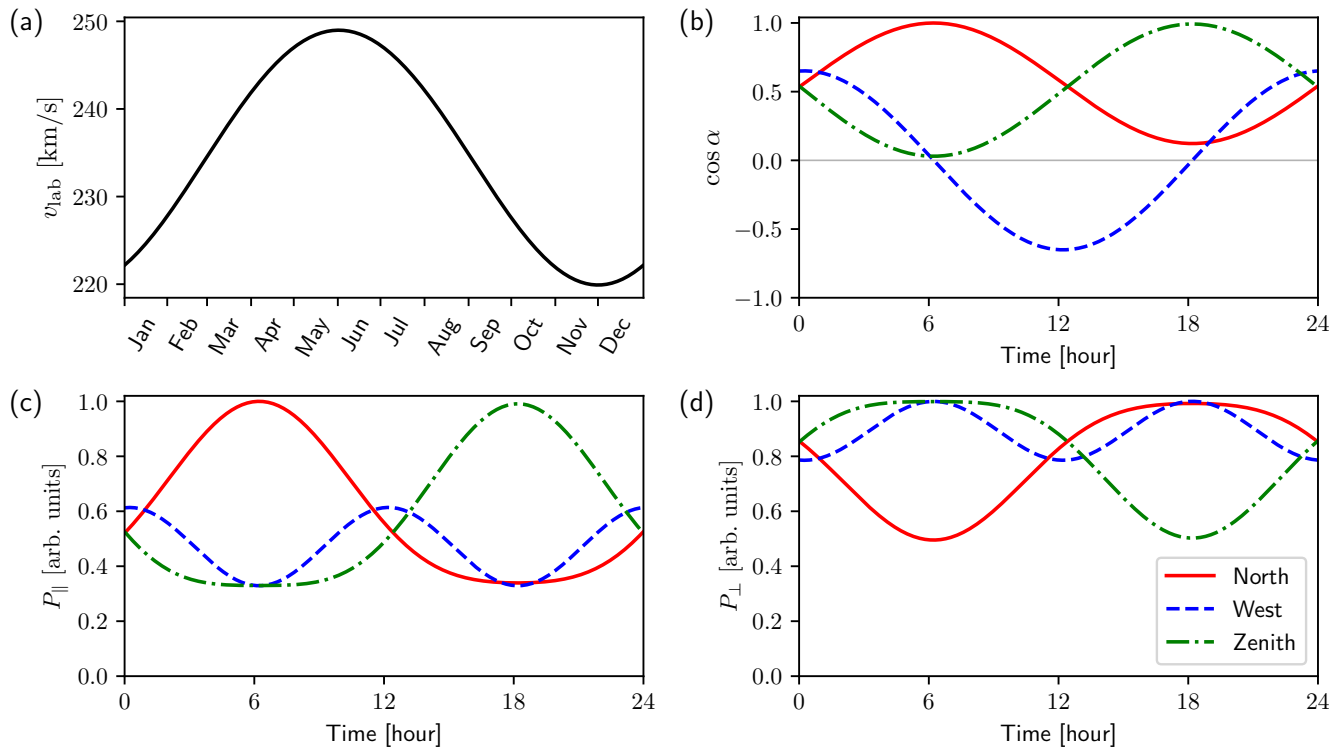 (a)
250
240
230
220
v_lab [km/s]
Jan Feb Mar Apr May Jun Jul Aug Sep Oct Nov Dec
(b)
1.0
0.5
0.0
−0.5
−1.0
cos α
0 6 12 18 24
Time [hour]
(c)
1.0
0.8
0.6
0.4
0.2
0.0
P_∥ [arb. units]
0 6 12 18 24
Time [hour]
(d)
1.0
0.8
0.6
0.4
0.2
0.0
P_⊥ [arb. units]
North
West
Zenith
0 6 12 18 24
Time [hour]